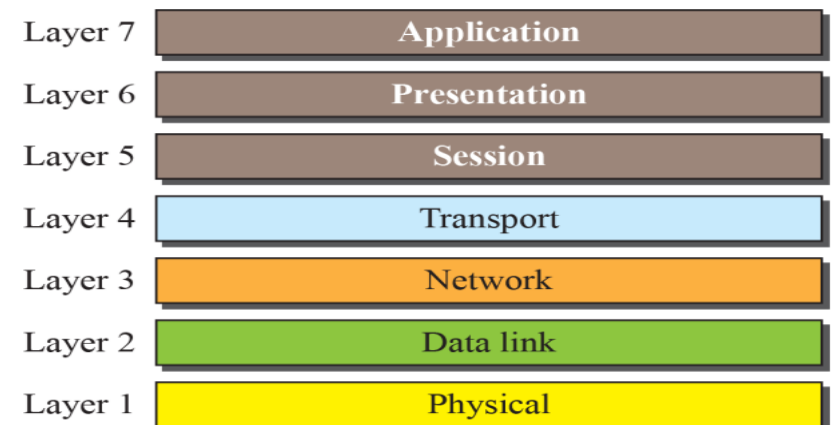 Layer 7 Application
Layer 6 Presentation
Layer 5 Session
Layer 4 Transport
Layer 3 Network
Layer 2 Data link
Layer 1 Physical